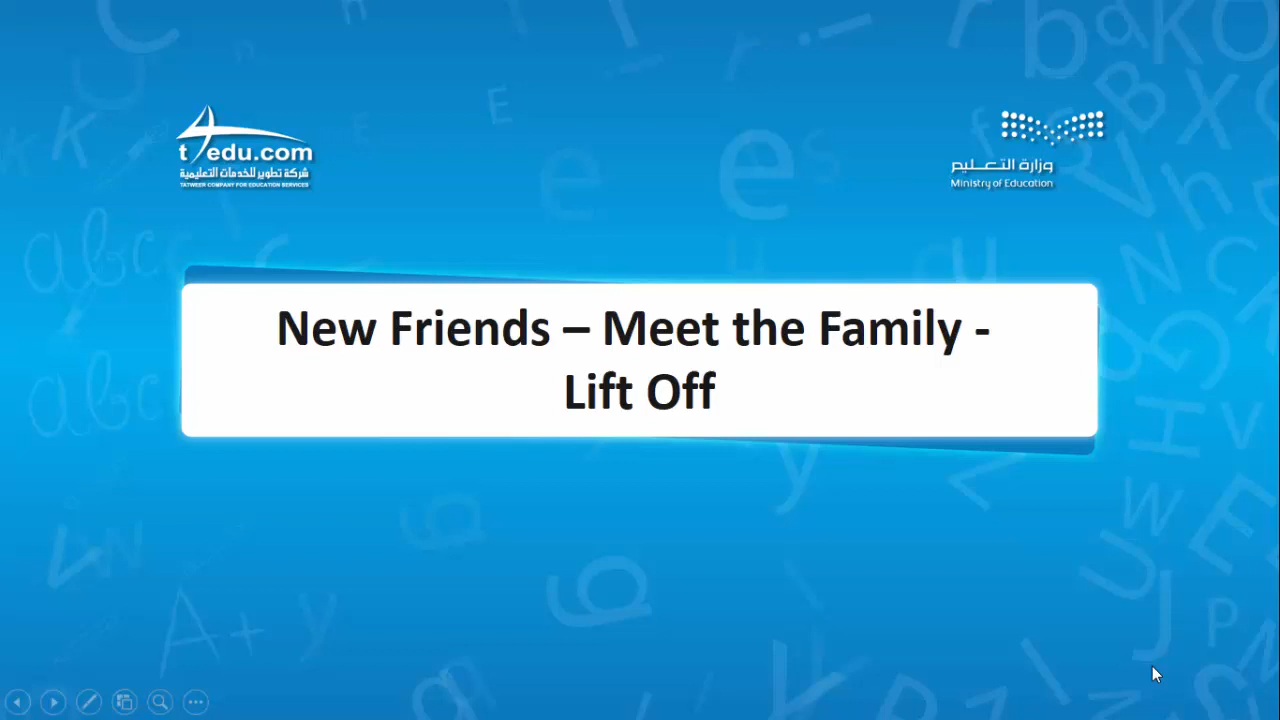 t4edu.com
شركة تطوير للخدمات التعليمية
TATWEER COMPANY FOR EDUCATION SERVICES
وزارة التعليم
Ministry of Education
New Friends – Meet the Family -
Lift Off